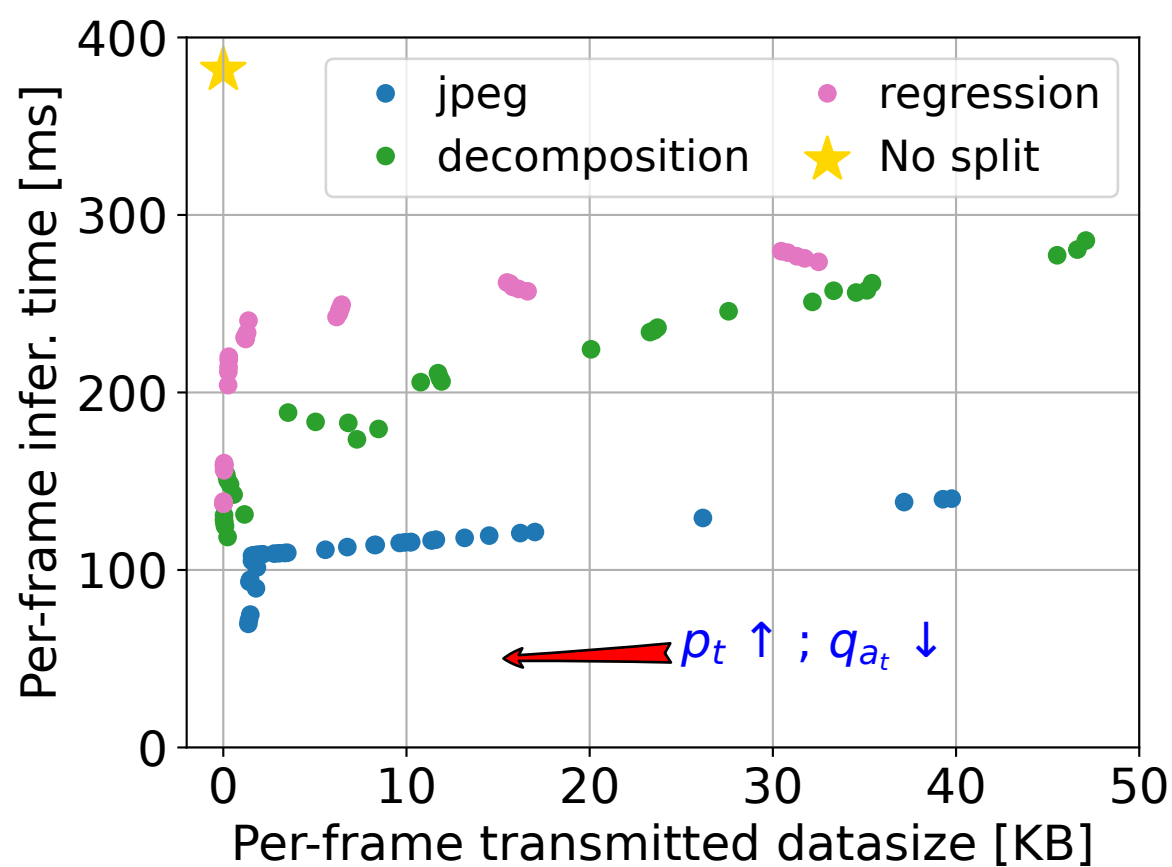 400
300
200
100
0
Per-frame infer. time [ms]
jpeg
decomposition
regression
No split
p_t ↑ ; q_{a_t} ↓
0 10 20 30 40 50
Per-frame transmitted datasize [KB]